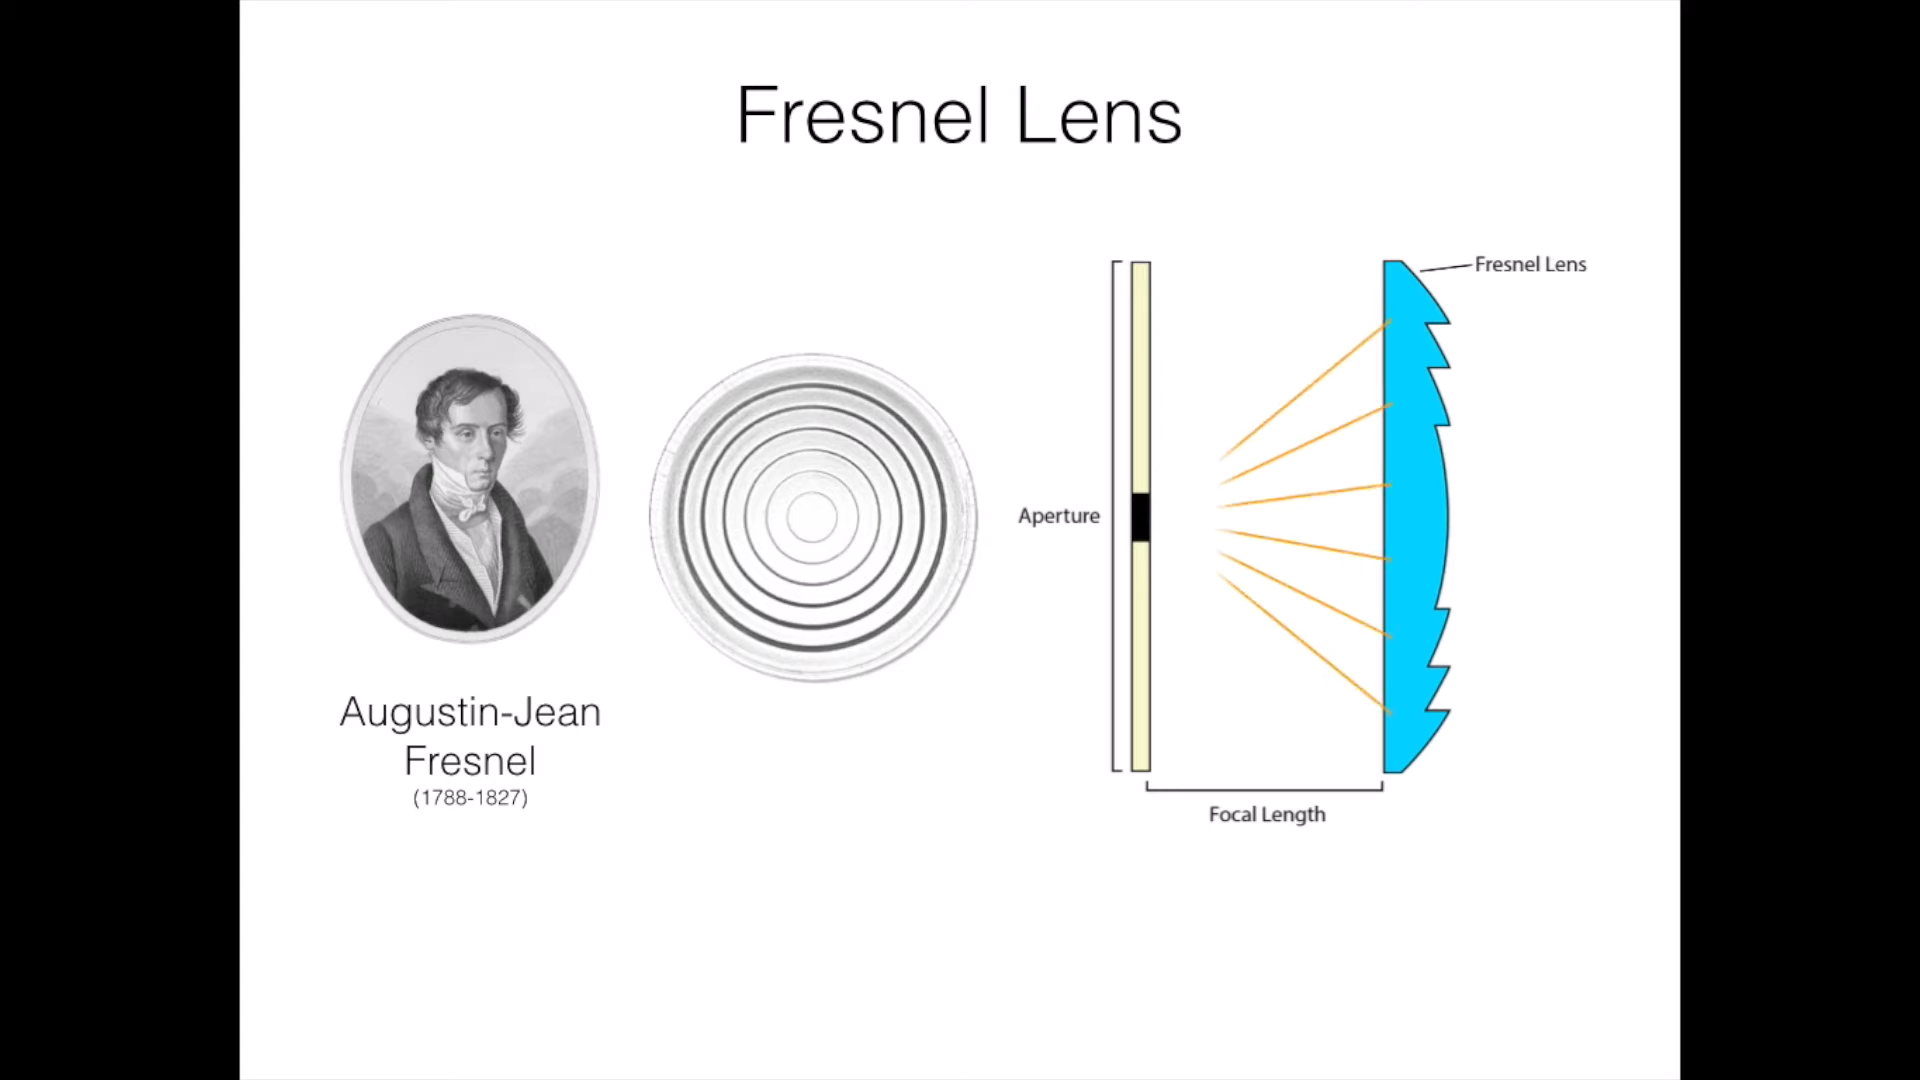 Fresnel Lens
Fresnel Lens
Aperture
Augustin-Jean
Fresnel
(1788-1827)
Focal Length